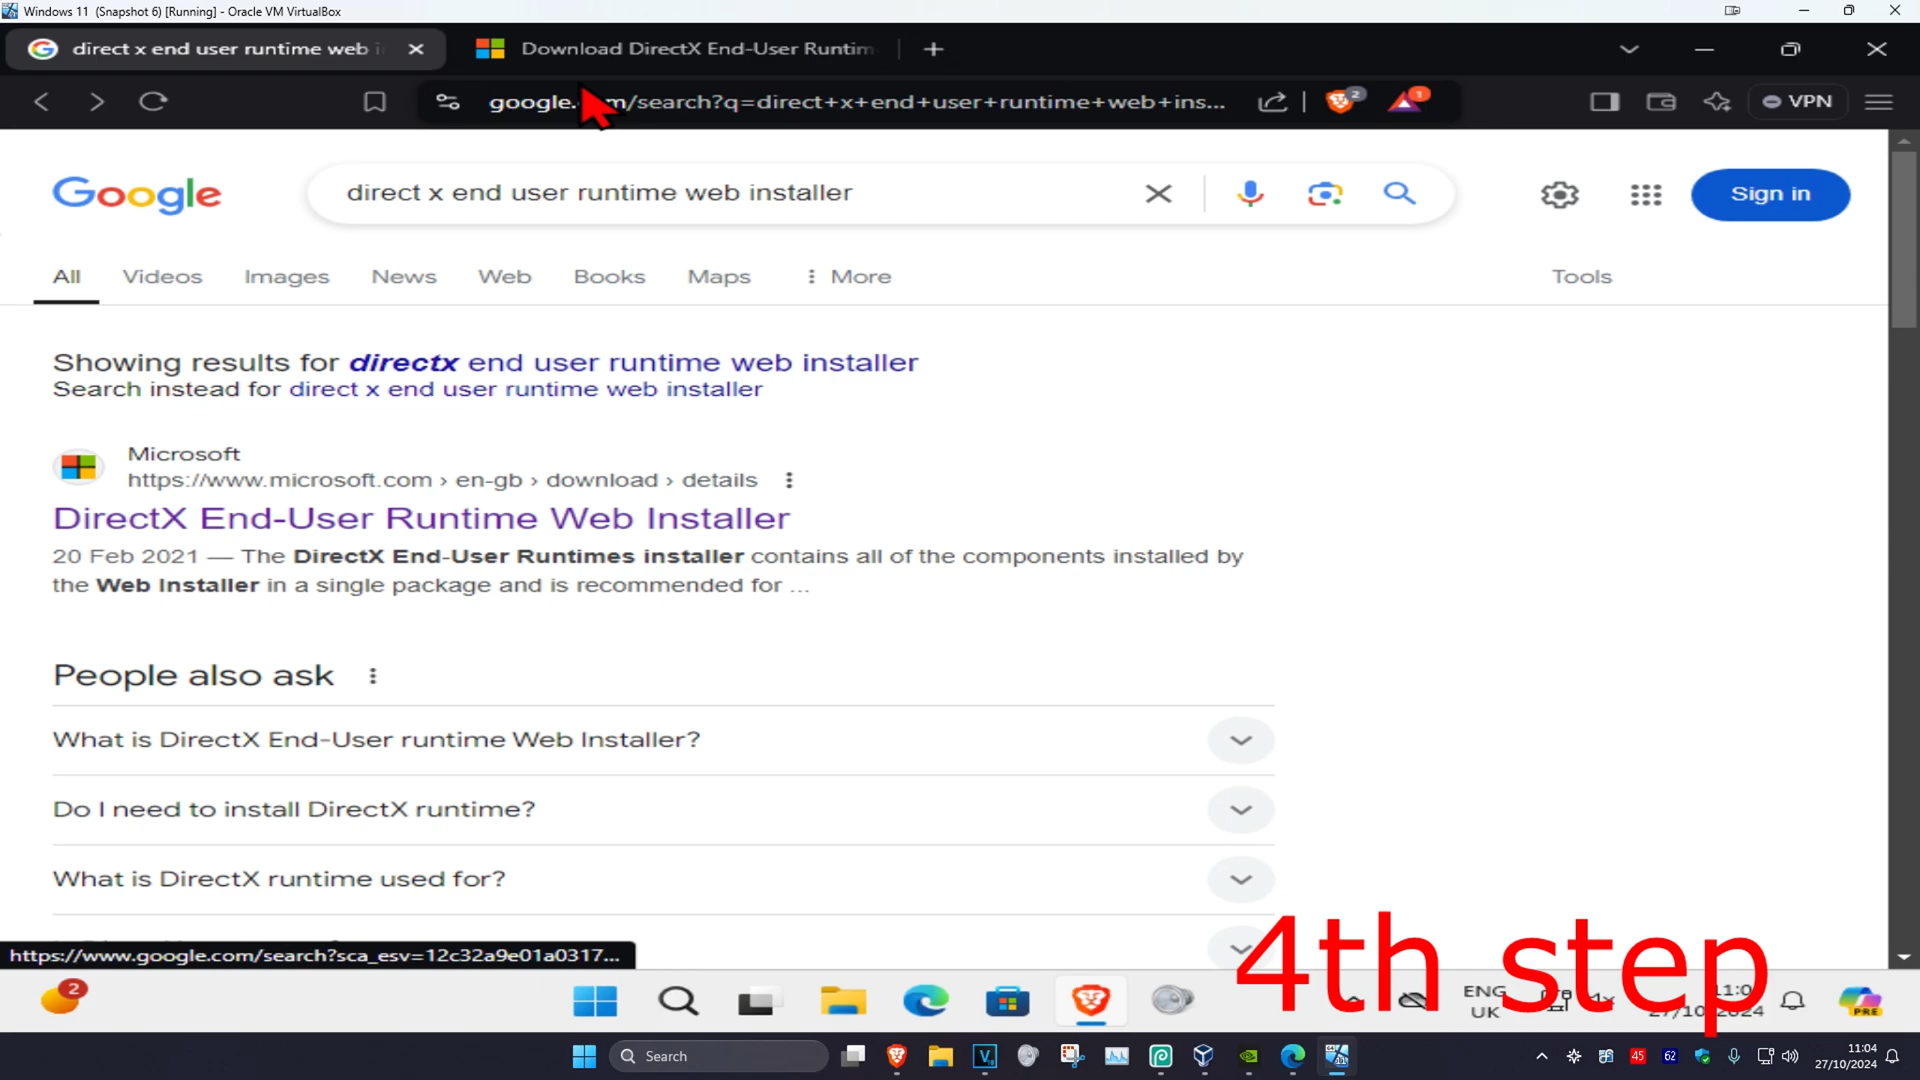 Windows 11 (Snapshot 6) [Running] - Oracle VM VirtualBox
direct x end user runtime web i
Download DirectX End-User Runtim
google. m/search?q=direct+x+end+user+runtime+web+ins...
2
1
VPN
Google
direct x end user runtime web installer
Sign in
All Videos Images News Web Books Maps More Tools
Showing results for directx end user runtime web installer
Search instead for direct x end user runtime web installer
Microsoft
https://www.microsoft.com › en-gb › download › details
DirectX End-User Runtime Web Installer
20 Feb 2021 — The DirectX End-User Runtimes installer contains all of the components installed by
the Web Installer in a single package and is recommended for ...
People also ask
What is DirectX End-User runtime Web Installer?
Do I need to install DirectX runtime?
What is DirectX runtime used for?
https://www.google.com/search?sca_esv=12c32a9e01a0317...
4th step
2
ENG
UK
11:0
27/10/2024
PRE
Search
45
62
11:04
27/10/2024